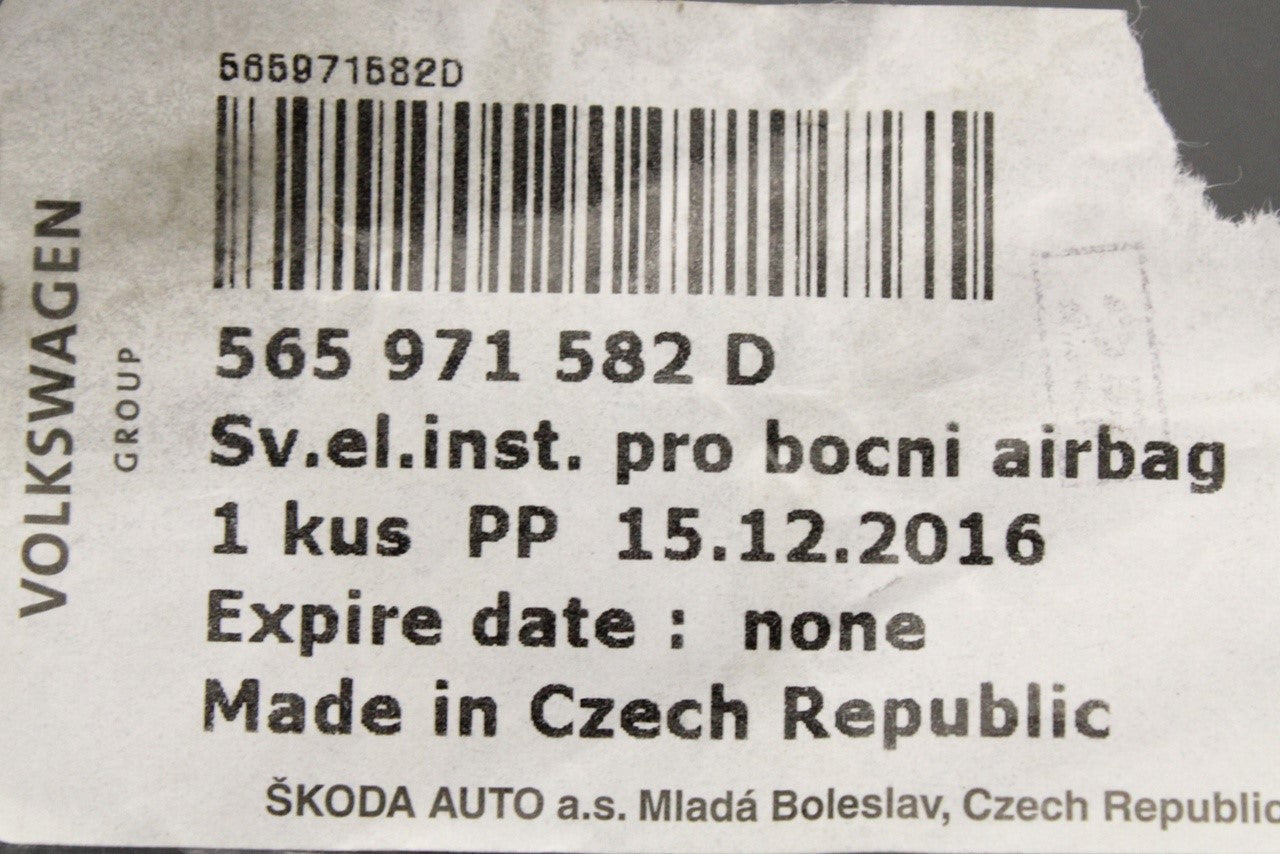 565971582D
565 971 582 D
Sv.el.inst. pro bocni airbag
1 kus PP 15.12.2016
Expire date : none
Made in Czech Republic
ŠKODA AUTO a.s. Mladá Boleslav, Czech Republic
VOLKSWAGEN
GROUP